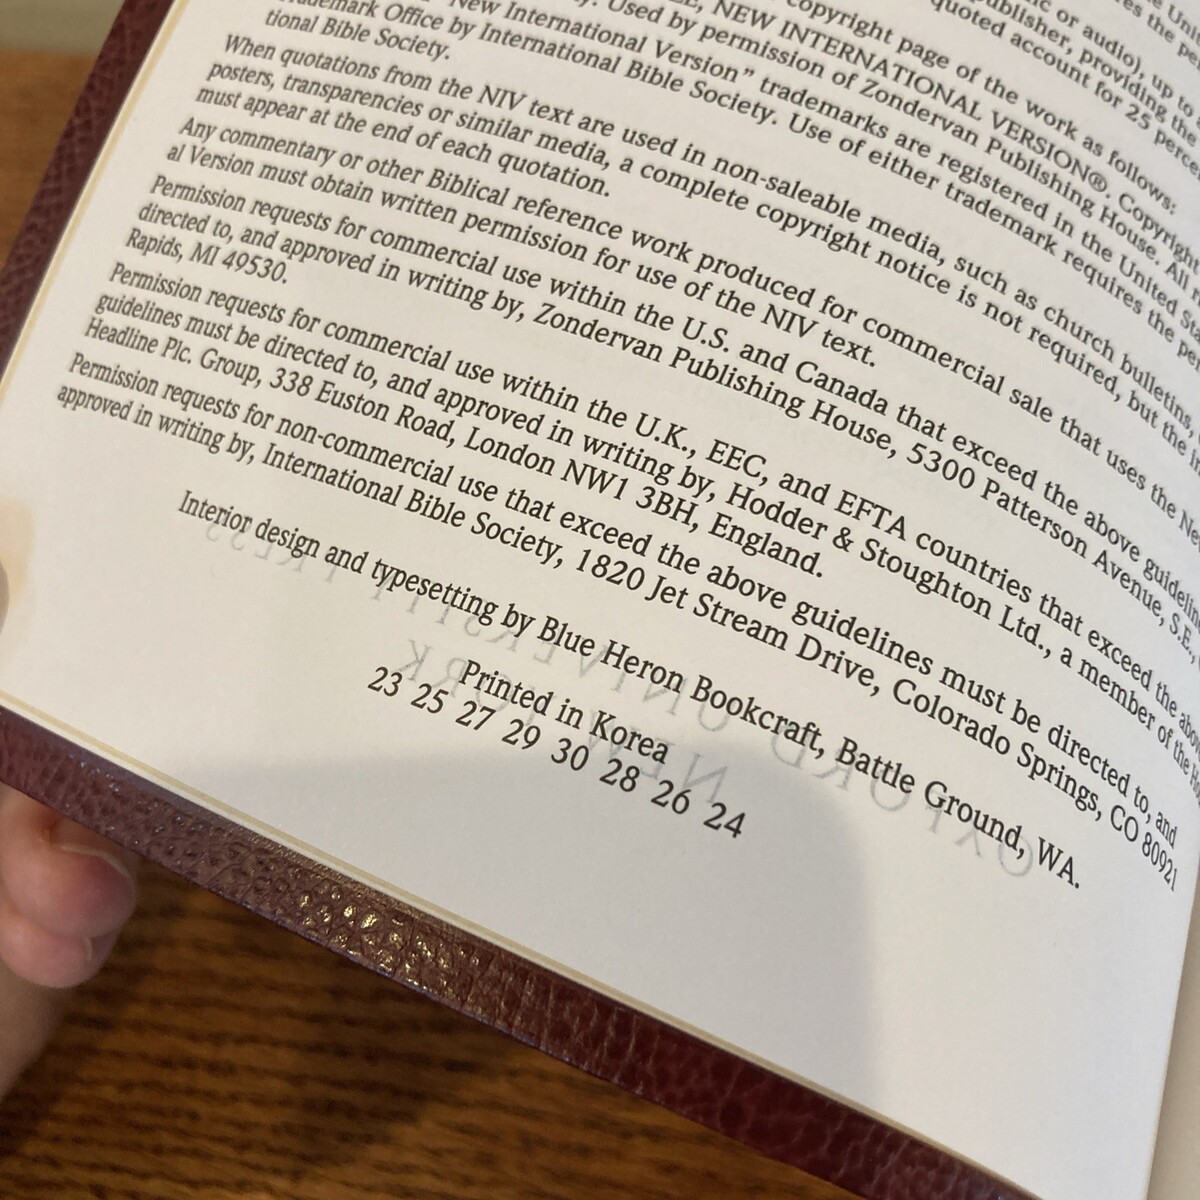 or audio), up to
providing the
quoted account for 25
copyright page of the work as follows:
NEW INTERNATIONAL VERSION®. Copyright
Used by permission of Zondervan Publishing House. All
New International Version" trademarks are registered in the United
Office by International Bible Society. Use of either trademark requires the
tional Bible Society.
When quotations from the NIV text are used in non-saleable media, such as church bulletins,
posters, transparencies or similar media, a complete copyright notice is not required, but the
must appear at the end of each quotation.
Any commentary or other Biblical reference work produced for commercial sale that uses the
al Version must obtain written permission for use of the NIV text.
Permission requests for commercial use within the U.S. and Canada that exceed the above
directed to, and approved in writing by, Zondervan Publishing House, 5300 Patterson Avenue, S.E.,
Rapids, MI 49530.
Permission requests for commercial use within the U.K., EEC, and EFTA countries that exceed the
guidelines must be directed to, and approved in writing by, Hodder & Stoughton Ltd., a member of the
Headline Plc. Group, 338 Euston Road, London NW1 3BH, England.
Permission requests for non-commercial use that exceed the above guidelines must be directed to, and
approved in writing by, International Bible Society, 1820 Jet Stream Drive, Colorado Springs, CO 80921
Interior design and typesetting by Blue Heron Bookcraft, Battle Ground, WA.
Printed in Korea
23 25 27 29 30 28 26 24